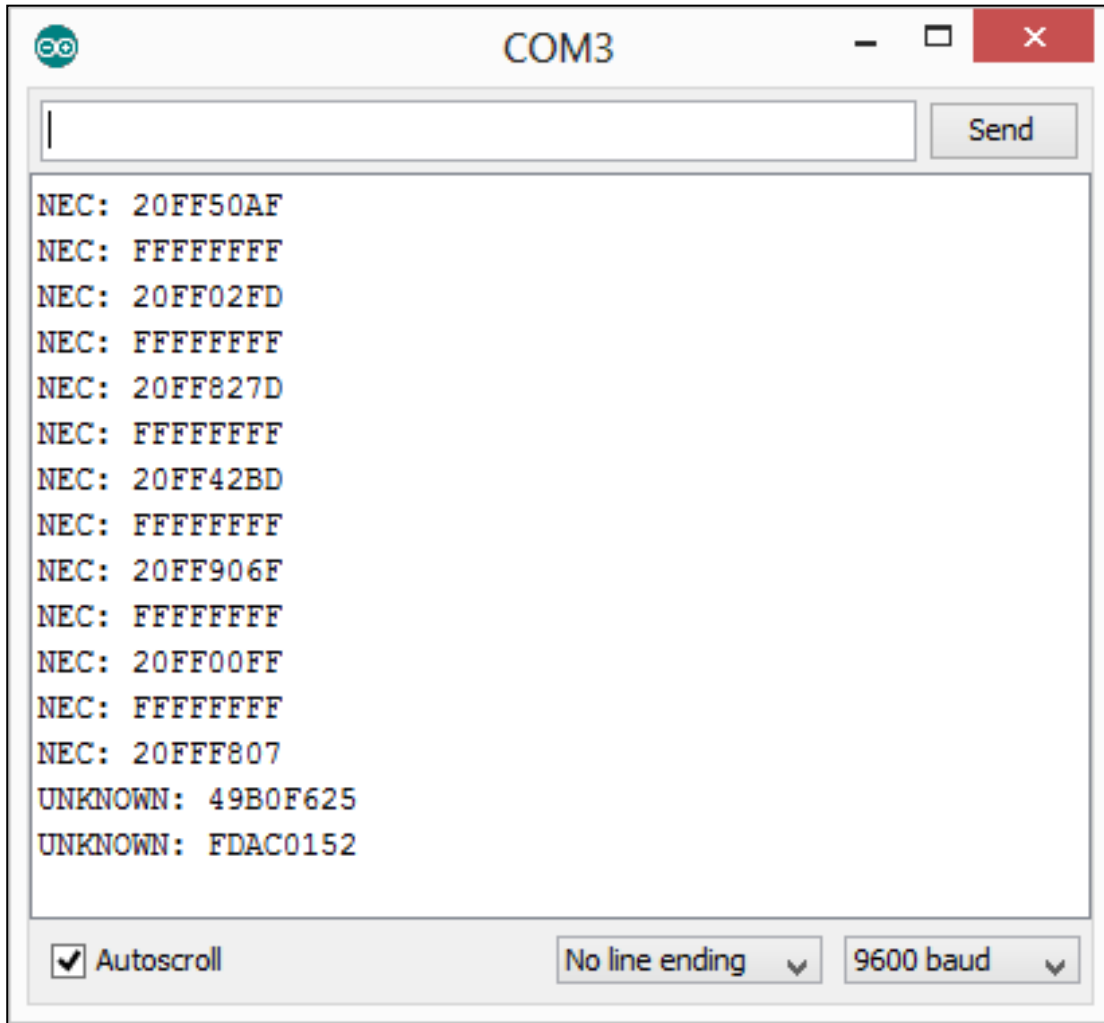 COM3
Send
NEC: 20FF50AF
NEC: FFFFFFFF
NEC: 20FF02FD
NEC: FFFFFFFF
NEC: 20FF827D
NEC: FFFFFFFF
NEC: 20FF42BD
NEC: FFFFFFFF
NEC: 20FF906F
NEC: FFFFFFFF
NEC: 20FF00FF
NEC: FFFFFFFF
NEC: 20FFF807
UNKNOWN: 49B0F625
UNKNOWN: FDAC0152
Autoscroll No line ending 9600 baud